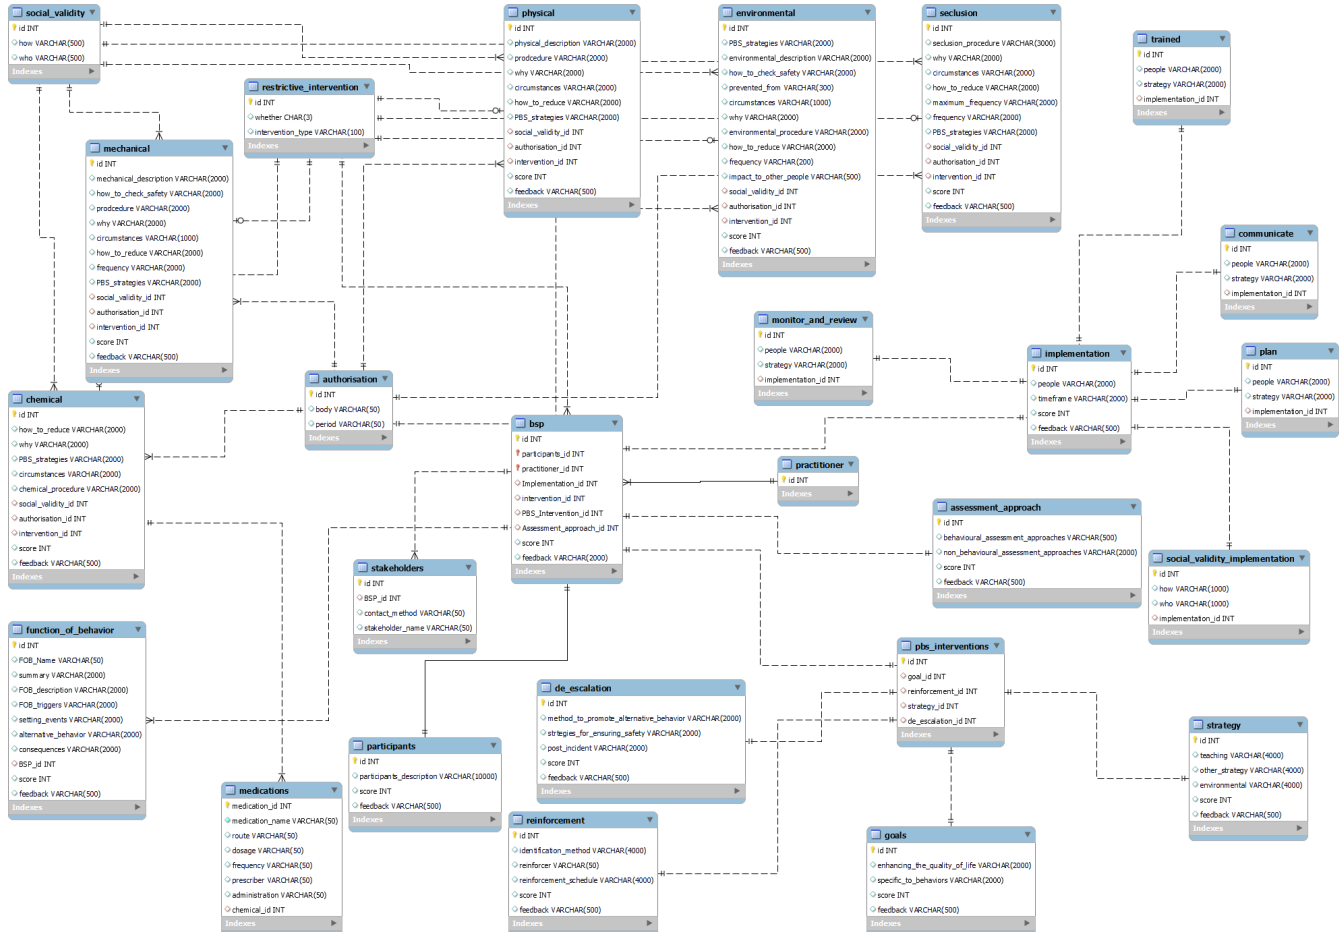 social_validity
id INT
how VARCHAR(500)
who VARCHAR(500)
Indexes
physical
id INT
physical_description VARCHAR(2000)
prodcedure VARCHAR(2000)
why VARCHAR(2000)
circumstances VARCHAR(2000)
how_to_reduce VARCHAR(2000)
PBS_strategies VARCHAR(2000)
social_validity_id INT
authorisation_id INT
intervention_id INT
score INT
feedback VARCHAR(500)
Indexes
environmental
id INT
PBS_strategies VARCHAR(2000)
environmental_description VARCHAR(2000)
how_to_check_safety VARCHAR(2000)
prevented_from VARCHAR(300)
circumstances VARCHAR(1000)
why VARCHAR(2000)
environmental_procedure VARCHAR(2000)
how_to_reduce VARCHAR(2000)
frequency VARCHAR(200)
impact_to_other_people VARCHAR(500)
social_validity_id INT
authorisation_id INT
intervention_id INT
score INT
feedback VARCHAR(500)
Indexes
seclusion
id INT
seclusion_procedure VARCHAR(3000)
why VARCHAR(2000)
circumstances VARCHAR(2000)
how_to_reduce VARCHAR(2000)
maximum_frequency VARCHAR(2000)
frequency VARCHAR(2000)
PBS_strategies VARCHAR(2000)
social_validity_id INT
authorisation_id INT
intervention_id INT
score INT
feedback VARCHAR(500)
Indexes
trained
id INT
people VARCHAR(2000)
strategy VARCHAR(2000)
implementation_id INT
Indexes
restrictive_intervention
id INT
whether CHAR(3)
intervention_type VARCHAR(100)
Indexes
mechanical
id INT
mechanical_description VARCHAR(2000)
how_to_check_safety VARCHAR(2000)
prodcedure VARCHAR(2000)
why VARCHAR(2000)
circumstances VARCHAR(1000)
how_to_reduce VARCHAR(2000)
frequency VARCHAR(2000)
PBS_strategies VARCHAR(2000)
social_validity_id INT
authorisation_id INT
intervention_id INT
score INT
feedback VARCHAR(500)
Indexes
communicate
id INT
people VARCHAR(2000)
strategy VARCHAR(2000)
implementation_id INT
Indexes
monitor_and_review
id INT
people VARCHAR(2000)
strategy VARCHAR(2000)
implementation_id INT
Indexes
implementation
id INT
people VARCHAR(2000)
timeframe VARCHAR(2000)
score INT
feedback VARCHAR(500)
Indexes
plan
id INT
people VARCHAR(2000)
strategy VARCHAR(2000)
implementation_id INT
Indexes
authorisation
id INT
body VARCHAR(50)
period VARCHAR(50)
Indexes
chemical
id INT
how_to_reduce VARCHAR(2000)
why VARCHAR(2000)
PBS_strategies VARCHAR(2000)
circumstances VARCHAR(2000)
chemical_procedure VARCHAR(2000)
social_validity_id INT
authorisation_id INT
intervention_id INT
score INT
feedback VARCHAR(500)
Indexes
bsp
id INT
participants_id INT
practitioner_id INT
Implementation_id INT
intervention_id INT
PBS_Intervention_id INT
Assessment_approach_id INT
score INT
feedback VARCHAR(2000)
Indexes
practitioner
id INT
Indexes
assessment_approach
id INT
behavioural_assessment_approaches VARCHAR(500)
non_behavioural_assessment_approaches VARCHAR(2000)
score INT
feedback VARCHAR(500)
Indexes
social_validity_implementation
id INT
how VARCHAR(1000)
who VARCHAR(1000)
implementation_id INT
Indexes
stakeholders
id INT
BSP_id INT
contact_method VARCHAR(50)
stakeholder_name VARCHAR(50)
Indexes
function_of_behavior
id INT
FOB_Name VARCHAR(50)
summary VARCHAR(2000)
FOB_description VARCHAR(2000)
FOB_triggers VARCHAR(2000)
setting_events VARCHAR(2000)
alternative_behavior VARCHAR(2000)
consequences VARCHAR(2000)
BSP_id INT
score INT
feedback VARCHAR(500)
Indexes
pbs_interventions
id INT
goal_id INT
reinforcement_id INT
strategy_id INT
de_escalation_id INT
Indexes
de_escalation
id INT
method_to_promote_alternative_behavior VARCHAR(2000)
strtegies_for_ensuring_safety VARCHAR(2000)
post_incident VARCHAR(2000)
score INT
feedback VARCHAR(500)
Indexes
strategy
id INT
teaching VARCHAR(4000)
other_strategy VARCHAR(4000)
environmental VARCHAR(4000)
score INT
feedback VARCHAR(500)
Indexes
participants
id INT
participants_description VARCHAR(10000)
score INT
feedback VARCHAR(500)
Indexes
medications
medication_id INT
medication_name VARCHAR(50)
route VARCHAR(50)
dosage VARCHAR(50)
frequency VARCHAR(50)
prescriber VARCHAR(50)
administration VARCHAR(50)
chemical_id INT
Indexes
reinforcement
id INT
identification_method VARCHAR(4000)
reinforcer VARCHAR(50)
reinforcement_schedule VARCHAR(4000)
score INT
feedback VARCHAR(500)
Indexes
goals
id INT
enhancing_the_quality_of_life VARCHAR(2000)
specific_to_behaviors VARCHAR(2000)
score INT
feedback VARCHAR(500)
Indexes